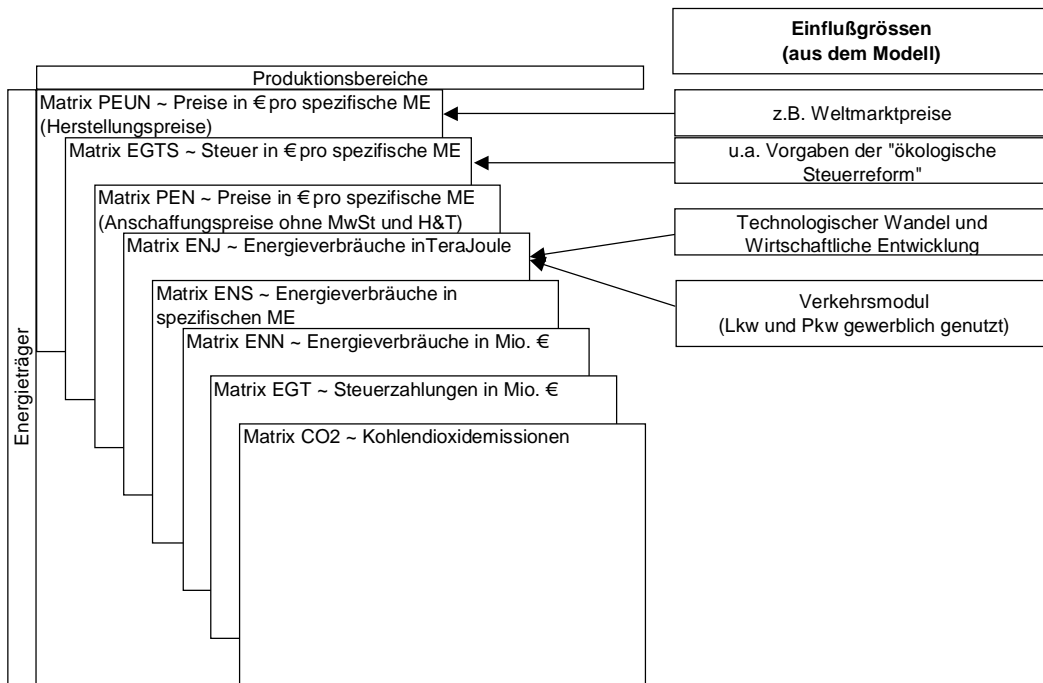 Einflußgrössen
(aus dem Modell)
Produktionsbereiche
Energieträger
Matrix PEUN ~ Preise in € pro spezifische ME
(Herstellungspreise)
z.B. Weltmarktpreise
Matrix EGTS ~ Steuer in € pro spezifische ME
u.a. Vorgaben der "ökologische
Steuerreform"
Matrix PEN ~ Preise in € pro spezifische ME
(Anschaffungspreise ohne MwSt und H&T)
Technologischer Wandel und
Wirtschaftliche Entwicklung
Matrix ENJ ~ Energieverbräuche inTeraJoule
Matrix ENS ~ Energieverbräuche in
spezifischen ME
Verkehrsmodul
(Lkw und Pkw gewerblich genutzt)
Matrix ENN ~ Energieverbräuche in Mio. €
Matrix EGT ~ Steuerzahlungen in Mio. €
Matrix CO2 ~ Kohlendioxidemissionen